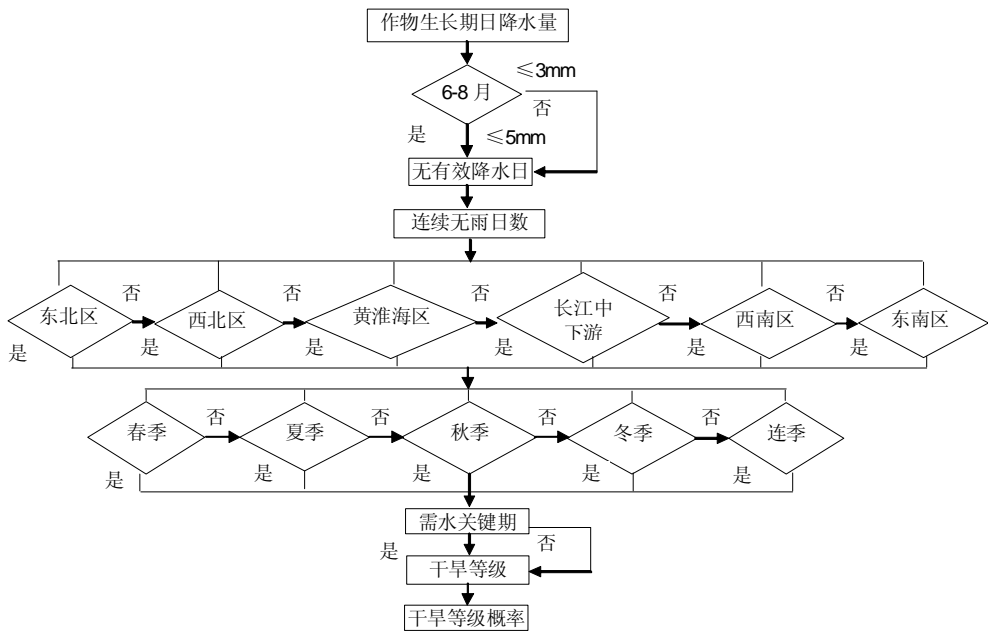 作物生长期日降水量
≤3mm
6-8 月
否
是
≤5mm
无有效降水日
连续无雨日数
否 否 否 否 否
东北区 西北区 黄淮海区 长江中
下游 西南区 东南区
是 是 是 是 是 是
否 否 否 否
春季 夏季 秋季 冬季 连季
是 是 是 是 是
需水关键期
是 否
干旱等级
干旱等级概率